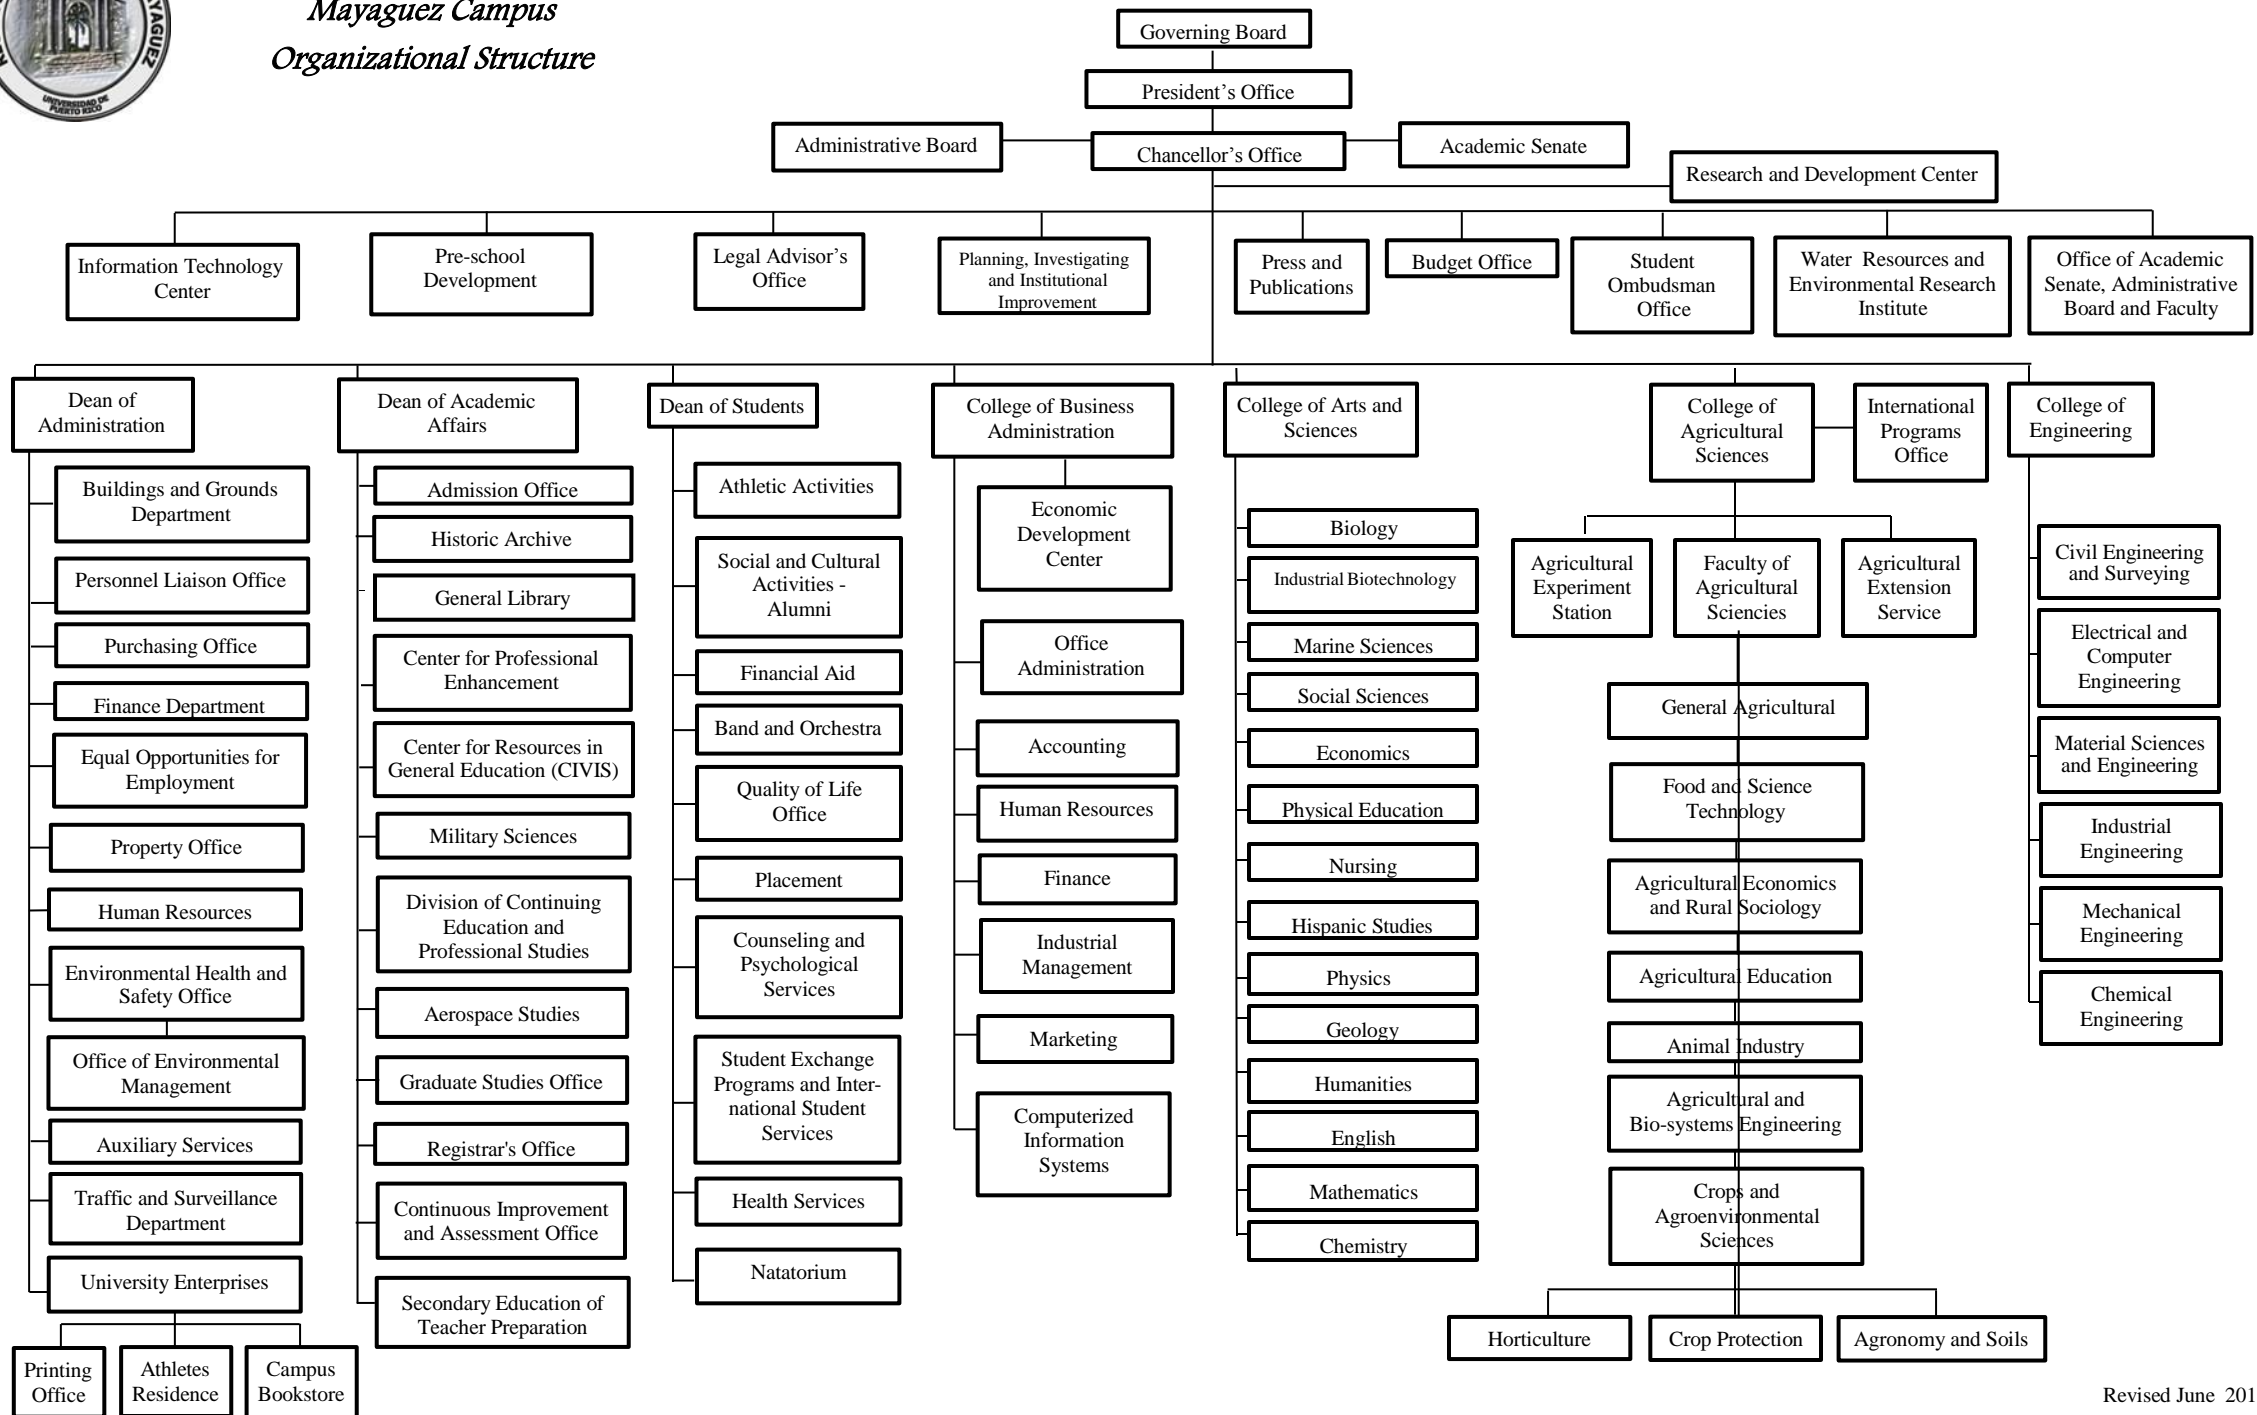 Mayaguez Campus
Organizational Structure
UNIVERSIDAD DE
PUERTO RICO
Governing Board
President's Office
Administrative Board
Chancellor's Office
Academic Senate
Research and Development Center
Information Technology
Center
Pre-school
Development
Legal Advisor's
Office
Planning, Investigating
and Institutional
Improvement
Press and
Publications
Budget Office
Student
Ombudsman
Office
Water Resources and
Environmental Research
Institute
Office of Academic
Senate, Administrative
Board and Faculty
Dean of
Administration
Dean of Academic
Affairs
Dean of Students
College of Business
Administration
College of Arts and
Sciences
College of
Agricultural
Sciences
International
Programs
Office
College of
Engineering
Buildings and Grounds
Department
Personnel Liaison Office
Purchasing Office
Finance Department
Equal Opportunities for
Employment
Property Office
Human Resources
Environmental Health and
Safety Office
Office of Environmental
Management
Auxiliary Services
Traffic and Surveillance
Department
University Enterprises
Printing
Office
Athletes
Residence
Campus
Bookstore
Admission Office
Historic Archive
General Library
Center for Professional
Enhancement
Center for Resources in
General Education (CIVIS)
Military Sciences
Division of Continuing
Education and
Professional Studies
Aerospace Studies
Graduate Studies Office
Registrar's Office
Continuous Improvement
and Assessment Office
Secondary Education of
Teacher Preparation
Athletic Activities
Social and Cultural
Activities -
Alumni
Financial Aid
Band and Orchestra
Quality of Life
Office
Placement
Counseling and
Psychological
Services
Student Exchange
Programs and Inter-
national Student
Services
Health Services
Natatorium
Economic
Development
Center
Office
Administration
Accounting
Human Resources
Finance
Industrial
Management
Marketing
Computerized
Information
Systems
Biology
Industrial Biotechnology
Marine Sciences
Social Sciences
Economics
Physical Education
Nursing
Hispanic Studies
Physics
Geology
Humanities
English
Mathematics
Chemistry
Agricultural
Experiment
Station
Faculty of
Agricultural
Sciencies
Agricultural
Extension
Service
General Agricultural
Food and Science
Technology
Agricultural Economics
and Rural Sociology
Agricultural Education
Animal Industry
Agricultural and
Bio-systems Engineering
Crops and
Agroenvironmental
Sciences
Horticulture
Crop Protection
Agronomy and Soils
Civil Engineering
and Surveying
Electrical and
Computer
Engineering
Material Sciences
and Engineering
Industrial
Engineering
Mechanical
Engineering
Chemical
Engineering
Revised June 201